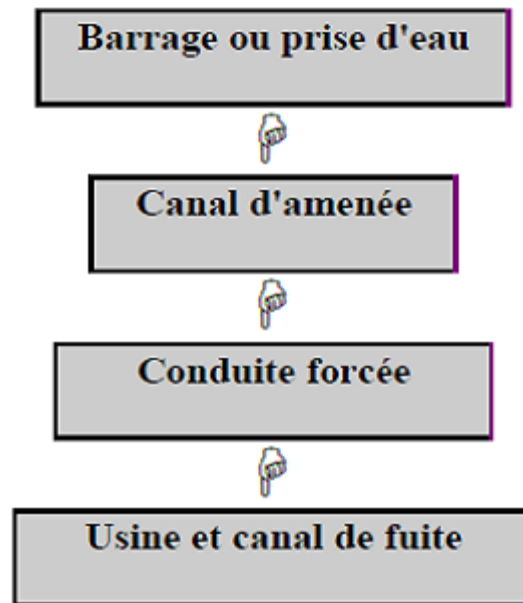 Barrage ou prise d'eau
Canal d'amenée
Conduite forcée
Usine et canal de fuite